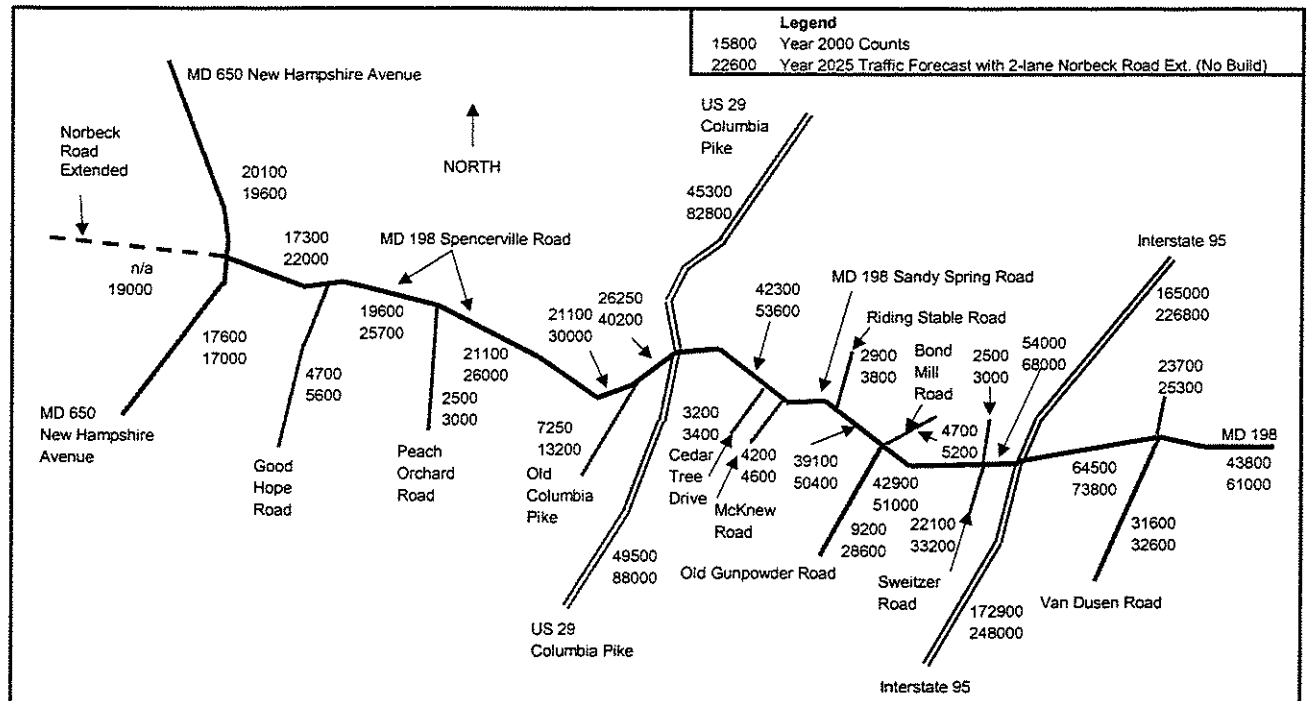 Legend
15800 Year 2000 Counts
22600 Year 2025 Traffic Forecast with 2-lane Norbeck Road Ext. (No Build)
MD 650 New Hampshire Avenue
Norbeck
Road
Extended
NORTH
US 29
Columbia
Pike
20100
19600
45300
82800
n/a
19000
17300
22000
MD 198 Spencerville Road
17600
17000
MD 650
New Hampshire
Avenue
4700
5600
Good
Hope
Road
19600
25700
2500
3000
Peach
Orchard
Road
21100
26000
21100
30000
26250
40200
7250
13200
Old
Columbia
Pike
49500
88000
US 29
Columbia Pike
42300
53600
MD 198 Sandy Spring Road
3200
3400
Cedar
Tree
Drive
4200
4600
McKnew
Road
Riding Stable Road
2900
3800
39100
50400
Bond
Mill
Road
4700
5200
42900
51000
9200
28600
Old Gunpowder Road
2500
3000
22100
33200
Sweitzer
Road
54000
68000
Interstate 95
165000
226800
172900
248000
Interstate 95
64500
73800
23700
25300
31600
32600
Van Dusen Road
MD 198
43800
61000